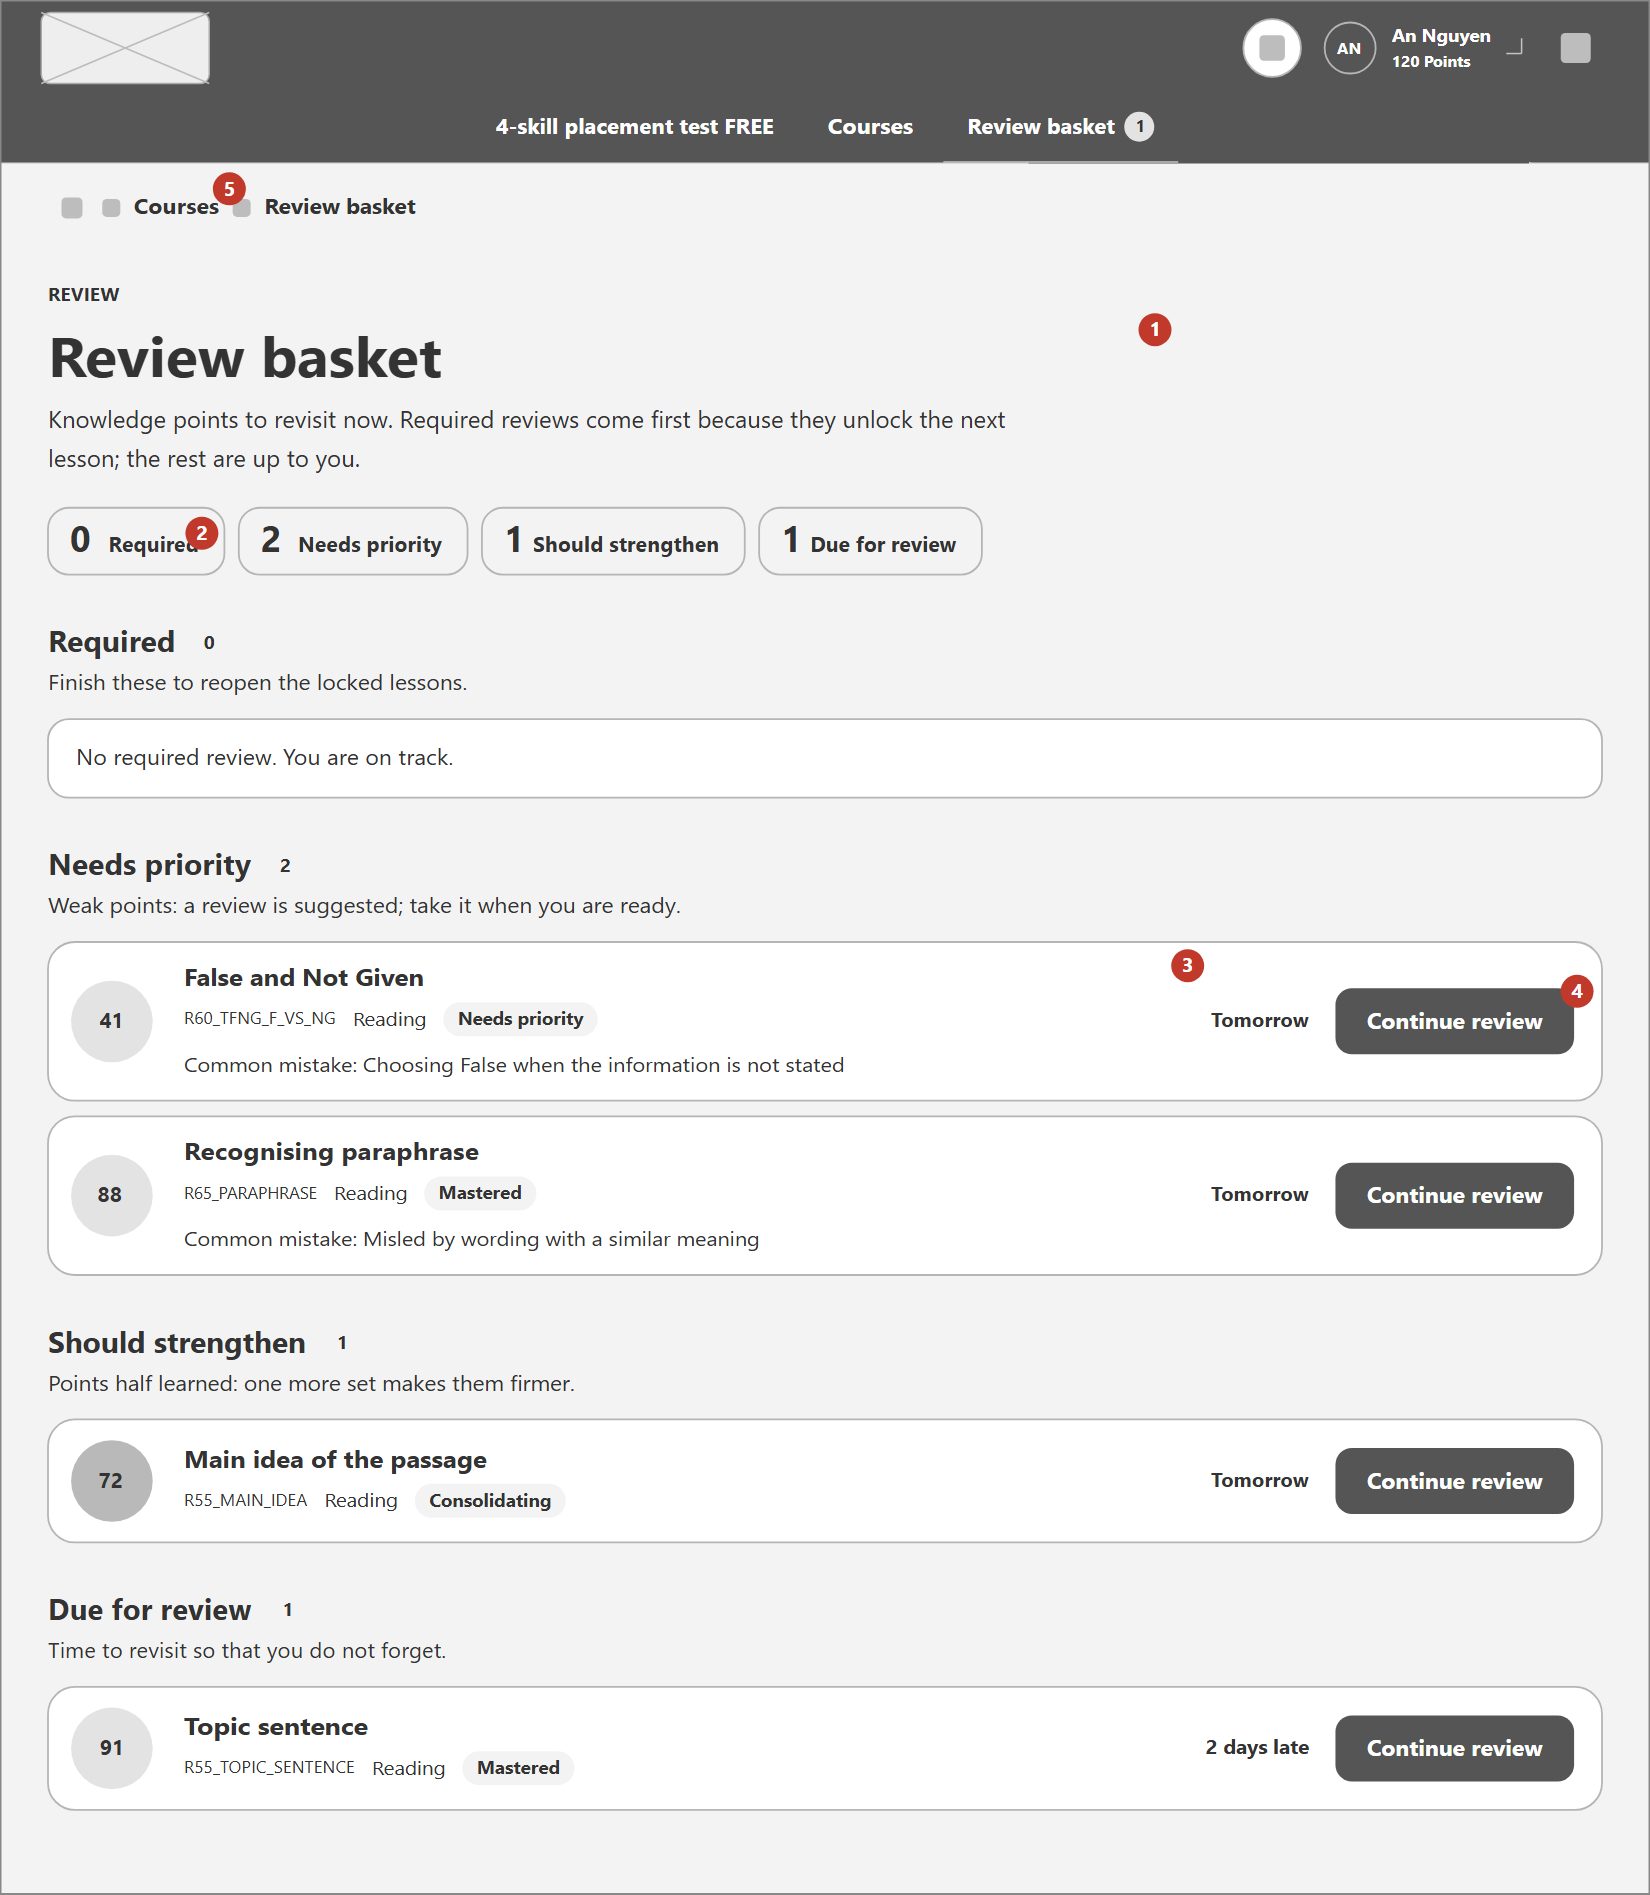 AN
An Nguyen
120 Points
4-skill placement test FREE
Courses
Review basket
1
5
Courses
Review basket
REVIEW
1
Review basket
Knowledge points to revisit now. Required reviews come first because they unlock the next
lesson; the rest are up to you.
0 Required
2
2 Needs priority
1 Should strengthen
1 Due for review
Required 0
Finish these to reopen the locked lessons.
No required review. You are on track.
Needs priority 2
Weak points: a review is suggested; take it when you are ready.
3
4
41
False and Not Given
R60_TFNG_F_VS_NG Reading Needs priority
Common mistake: Choosing False when the information is not stated
Tomorrow
Continue review
88
Recognising paraphrase
R65_PARAPHRASE Reading Mastered
Common mistake: Misled by wording with a similar meaning
Tomorrow
Continue review
Should strengthen 1
Points half learned: one more set makes them firmer.
72
Main idea of the passage
R55_MAIN_IDEA Reading Consolidating
Tomorrow
Continue review
Due for review 1
Time to revisit so that you do not forget.
91
Topic sentence
R55_TOPIC_SENTENCE Reading Mastered
2 days late
Continue review